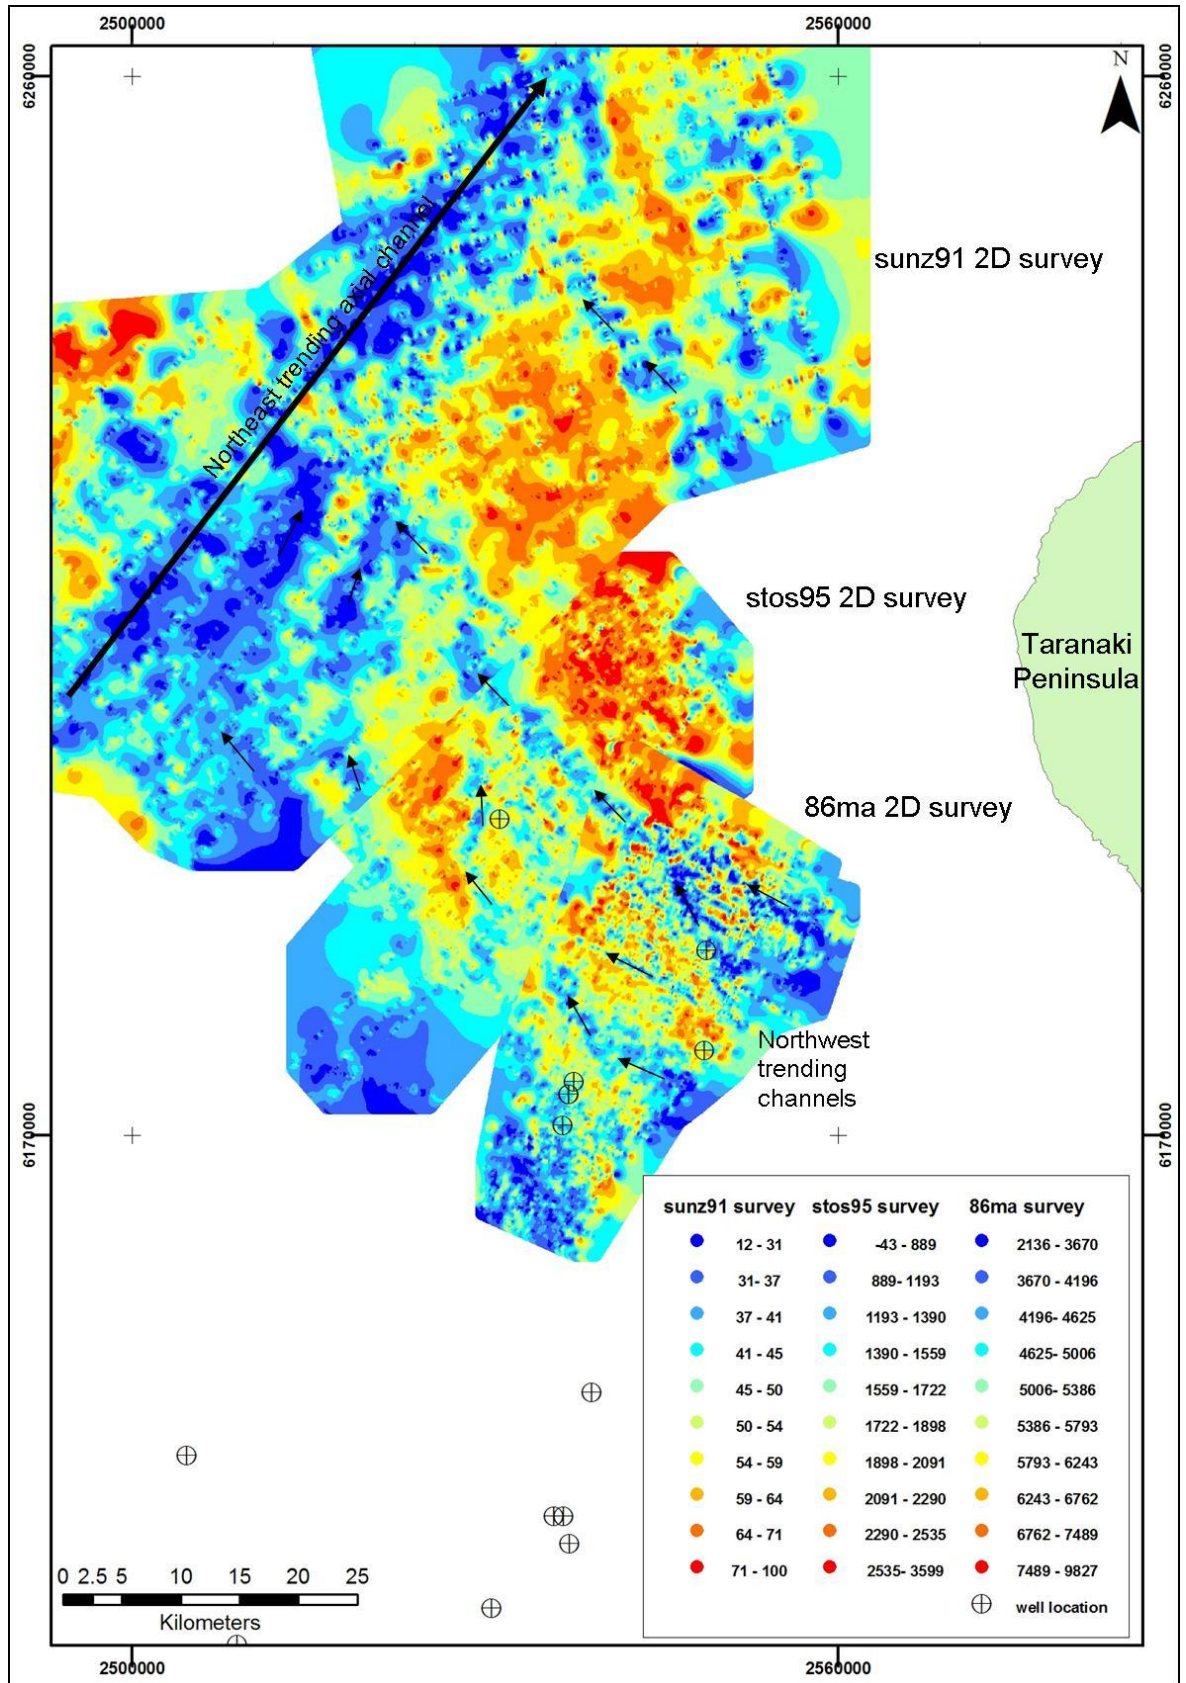 2500000
2560000
6260000
6260000
N
Northeast trending axial channel
sunz91 2D survey
stos95 2D survey
Taranaki
Peninsula
86ma 2D survey
Northwest
trending
channels
6170000
6170000
sunz91 survey stos95 survey 86ma survey
12 - 31 -43 - 889 2136 - 3670
31- 37 889- 1193 3670 - 4196
37 - 41 1193 - 1390 4196- 4625
41 - 45 1390 - 1559 4625- 5006
45 - 50 1559 - 1722 5006- 5386
50 - 54 1722 - 1898 5386- 5793
54 - 59 1898 - 2091 5793- 6243
59 - 64 2091 - 2290 6243 - 6762
64 - 71 2290 - 2535 6762- 7489
71 - 100 2535- 3599 7489 - 9827
well location
0 2.5 5 10 15 20 25
Kilometers
2500000
2560000